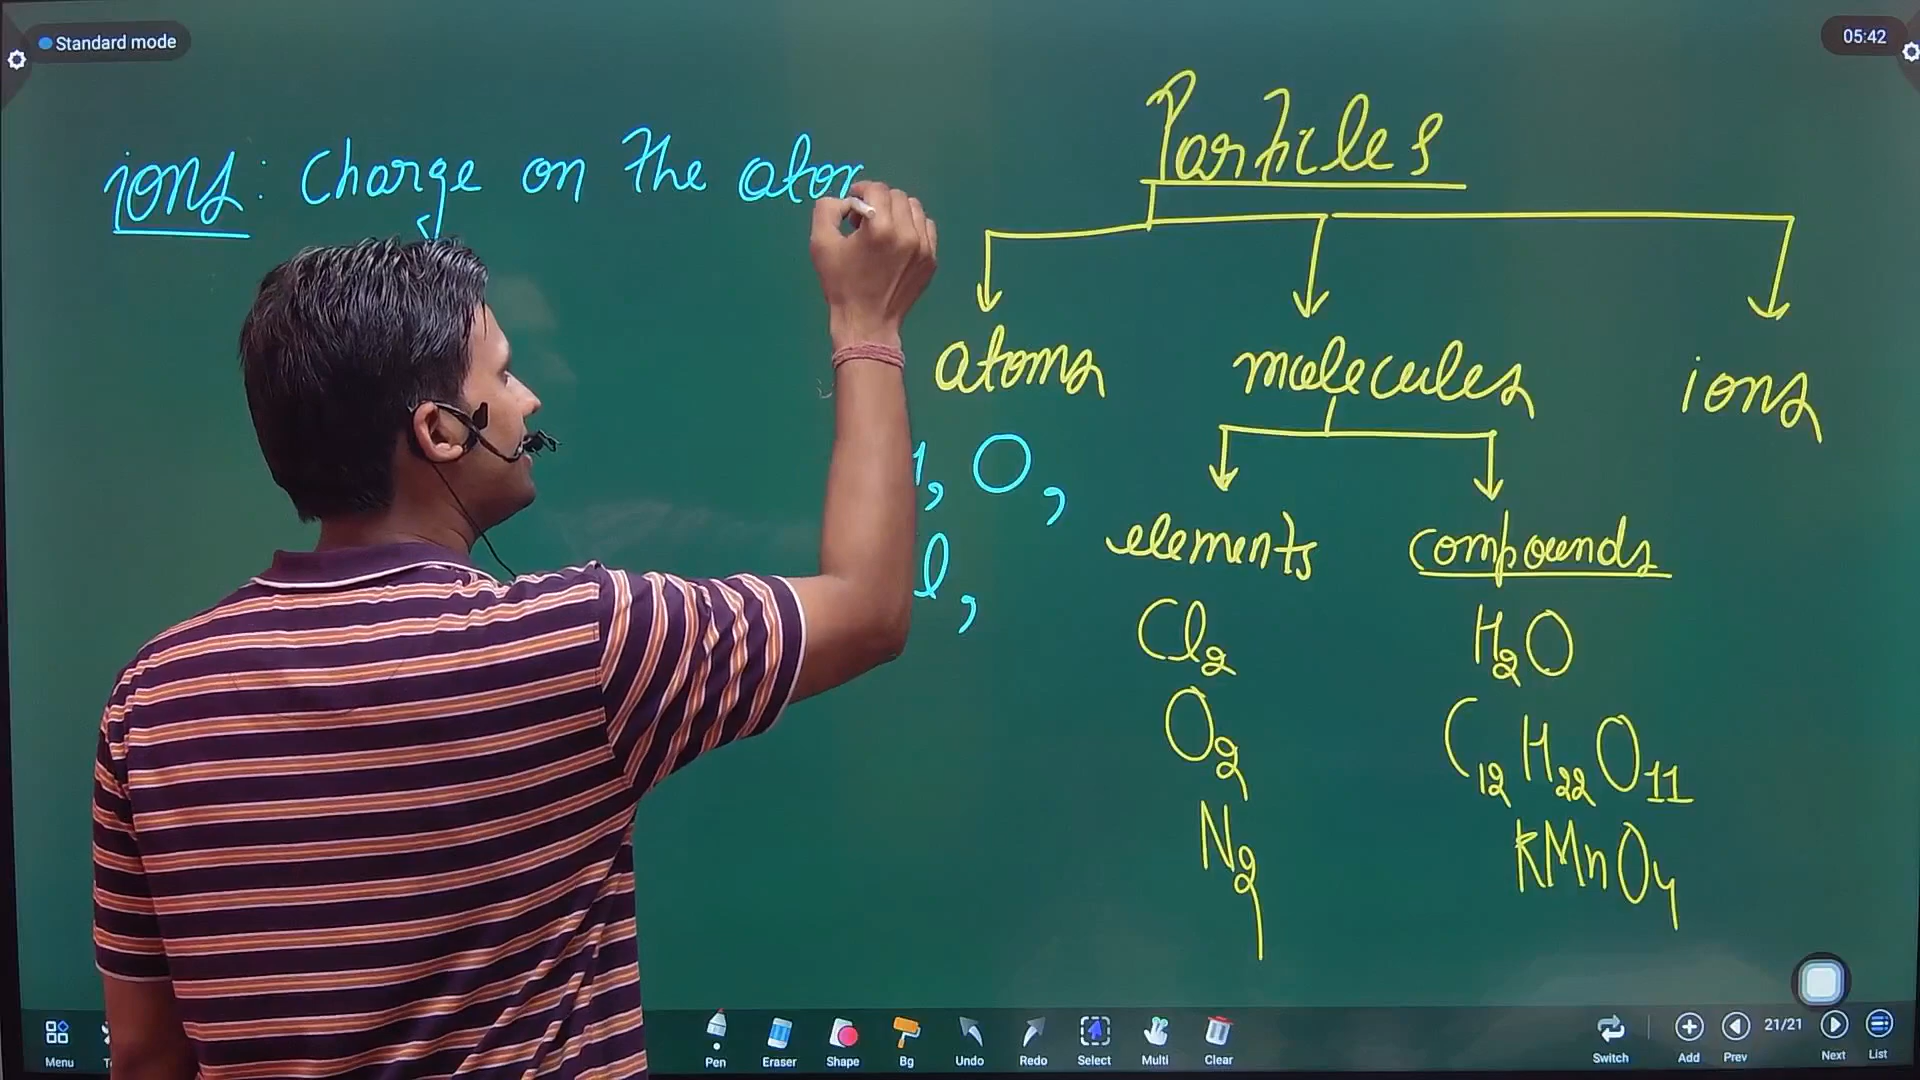 Standard mode
05:42
Particles
ions: Charge on the ato
atoms molecules ions
, O,
l,
elements compounds
Cl2 H2O
O2 C12H22O11
N2 KMnO4
Menu Pen Eraser Shape Bg Undo Redo Select Multi Clear Switch Add Prev 21/21 Next List